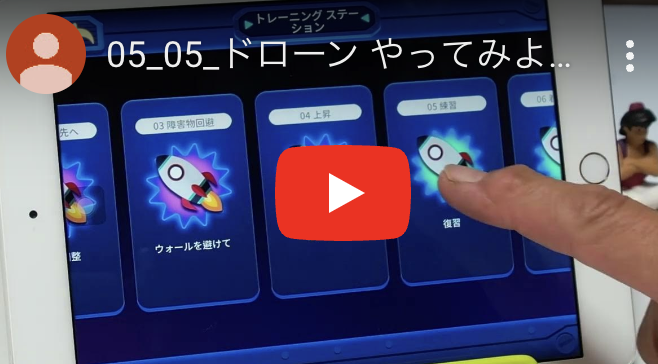 トレーニング ステー
ション
05_05_ドローン やってみよ...
先へ
03 障害物回避
04 上昇
05 練習
06
整
ウォールを避けて
復習